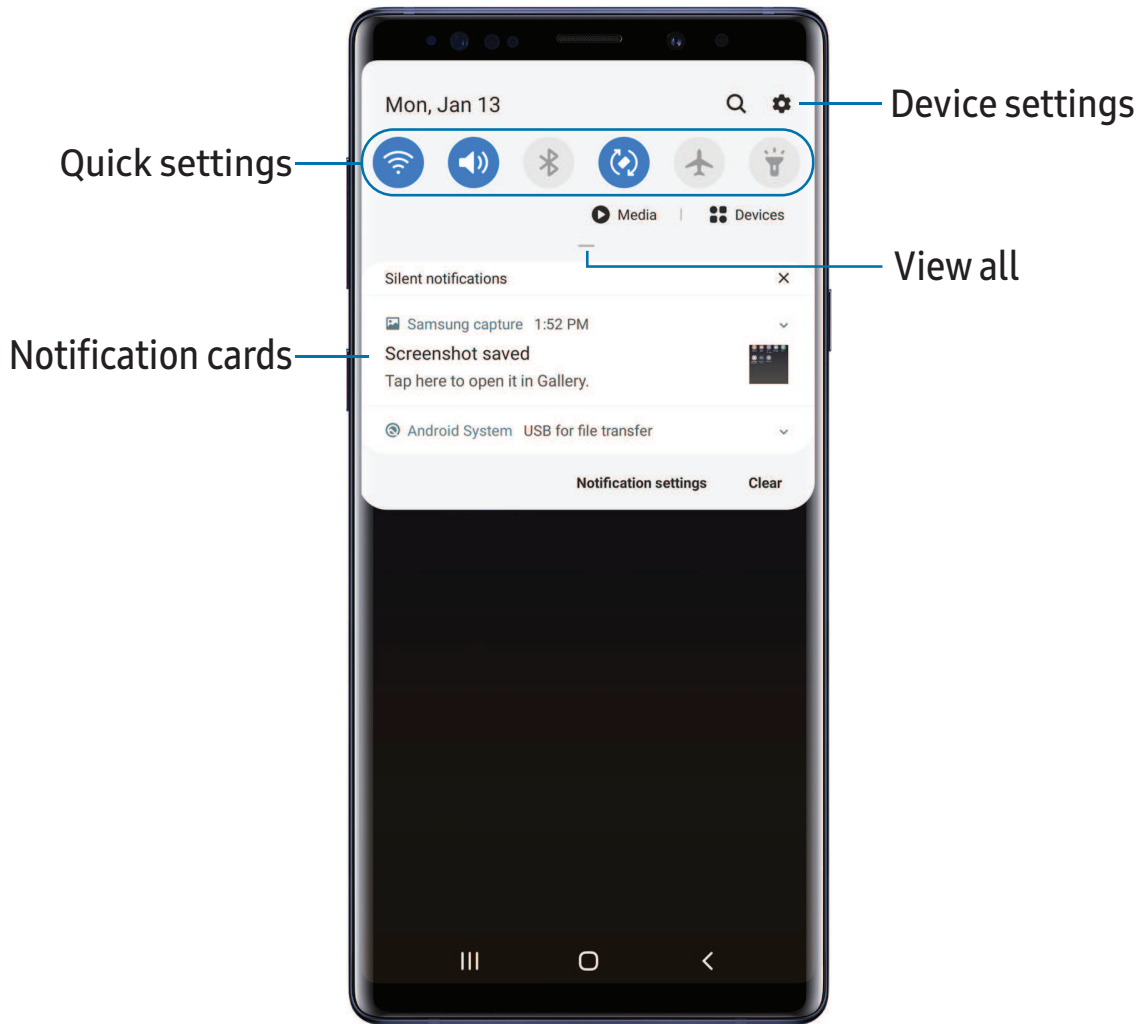 Mon, Jan 13
Device settings
Quick settings
Media | Devices
View all
Silent notifications
Samsung capture 1:52 PM
Notification cards
Screenshot saved
Tap here to open it in Gallery.
Android System USB for file transfer
Notification settings Clear